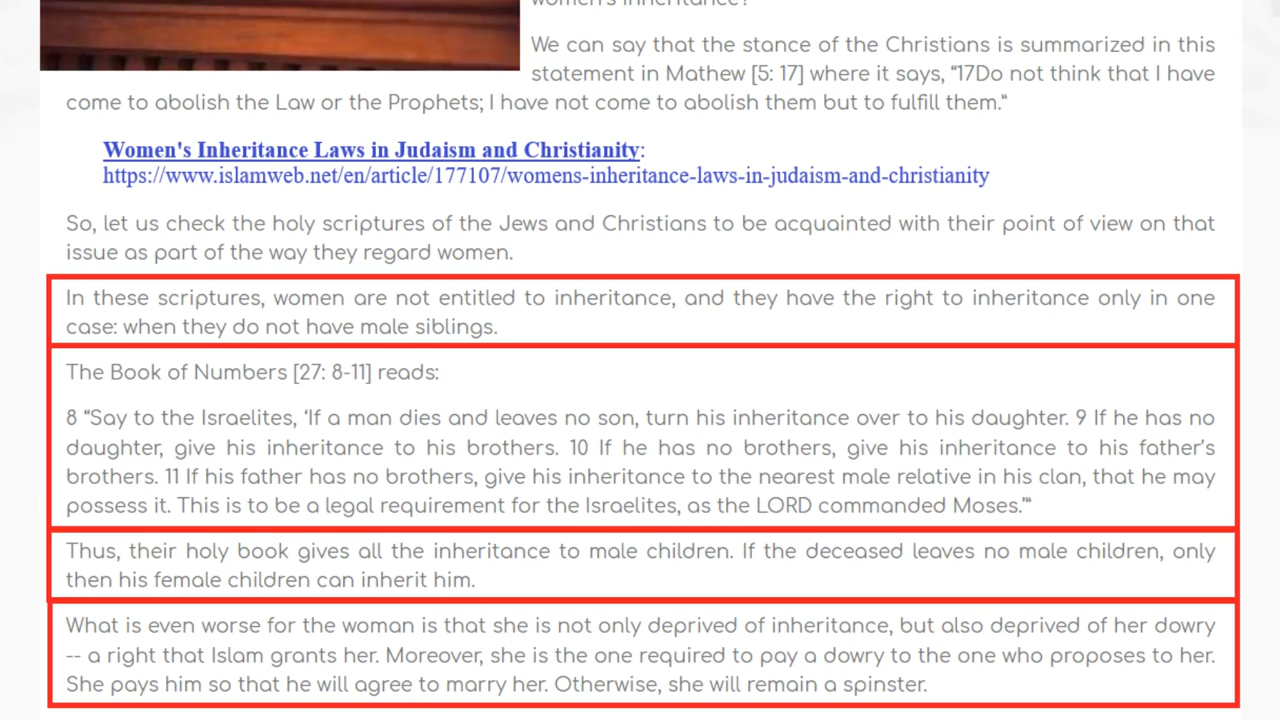 We can say that the stance of the Christians is summarized in this
statement in Mathew [5: 17] where it says, “17Do not think that I have
come to abolish the Law or the Prophets; I have not come to abolish them but to fulfill them.”
Women's Inheritance Laws in Judaism and Christianity:
https://www.islamweb.net/en/article/177107/womens-inheritance-laws-in-judaism-and-christianity
So, let us check the holy scriptures of the Jews and Christians to be acquainted with their point of view on that
issue as part of the way they regard women.
In these scriptures, women are not entitled to inheritance, and they have the right to inheritance only in one
case: when they do not have male siblings.
The Book of Numbers [27: 8-11] reads:
8 “Say to the Israelites, ‘If a man dies and leaves no son, turn his inheritance over to his daughter. 9 If he has no
daughter, give his inheritance to his brothers. 10 If he has no brothers, give his inheritance to his father’s
brothers. 11 If his father has no brothers, give his inheritance to the nearest male relative in his clan, that he may
possess it. This is to be a legal requirement for the Israelites, as the LORD commanded Moses.’”
Thus, their holy book gives all the inheritance to male children. If the deceased leaves no male children, only
then his female children can inherit him.
What is even worse for the woman is that she is not only deprived of inheritance, but also deprived of her dowry
-- a right that Islam grants her. Moreover, she is the one required to pay a dowry to the one who proposes to her.
She pays him so that he will agree to marry her. Otherwise, she will remain a spinster.